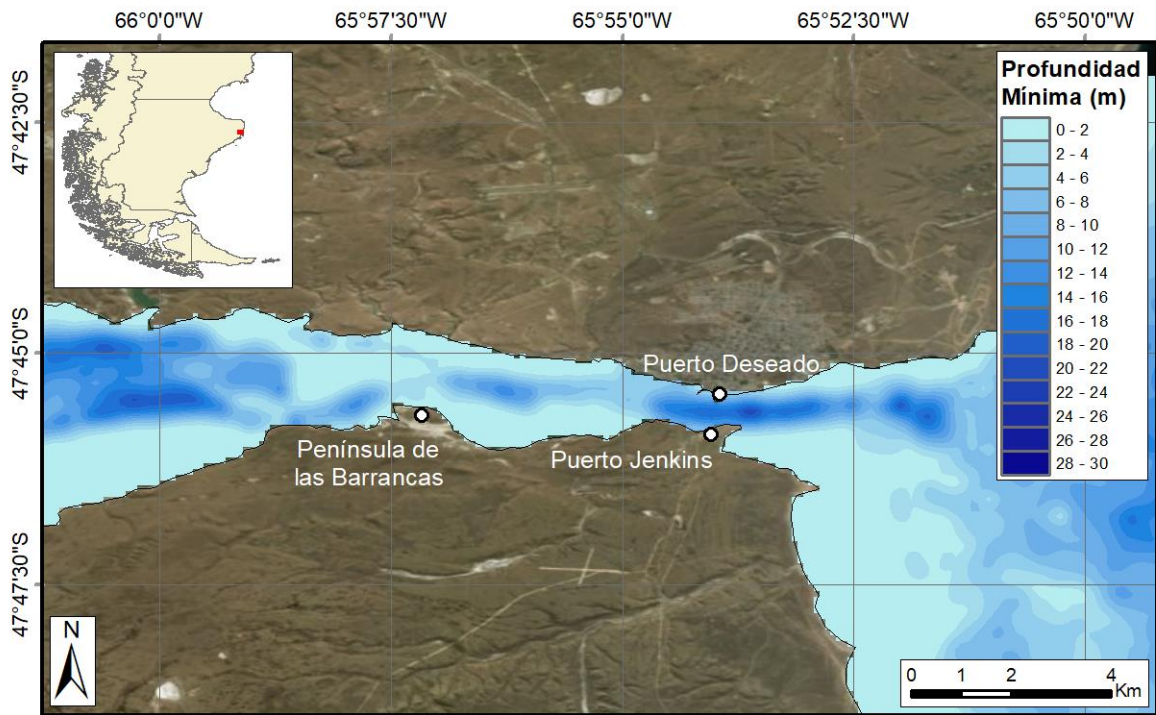 66°0'0"W 65°57'30"W 65°55'0"W 65°52'30"W 65°50'0"W
47°42'30"S
47°45'0"S
47°47'30"S
Profundidad
Mínima (m)
0 - 2
2 - 4
4 - 6
6 - 8
8 - 10
10 - 12
12 - 14
14 - 16
16 - 18
18 - 20
20 - 22
22 - 24
24 - 26
26 - 28
28 - 30
Puerto Deseado
Península de
las Barrancas
Puerto Jenkins
N
0 1 2 4
Km